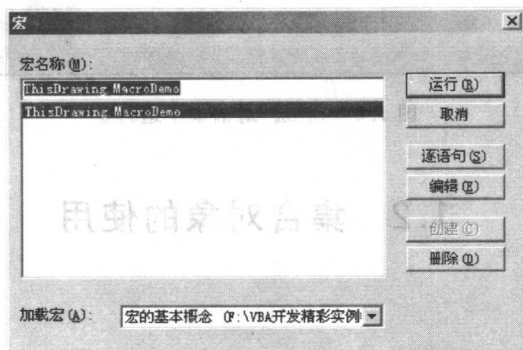 宏
宏名称(M):
ThisDrawing.MacroDemo
ThisDrawing.MacroDemo
运行(R)
取消
逐语句(S)
编辑(E)
创建(C)
删除(D)
加载宏(A):
宏的基本概念 (F:\VBA开发精彩实例